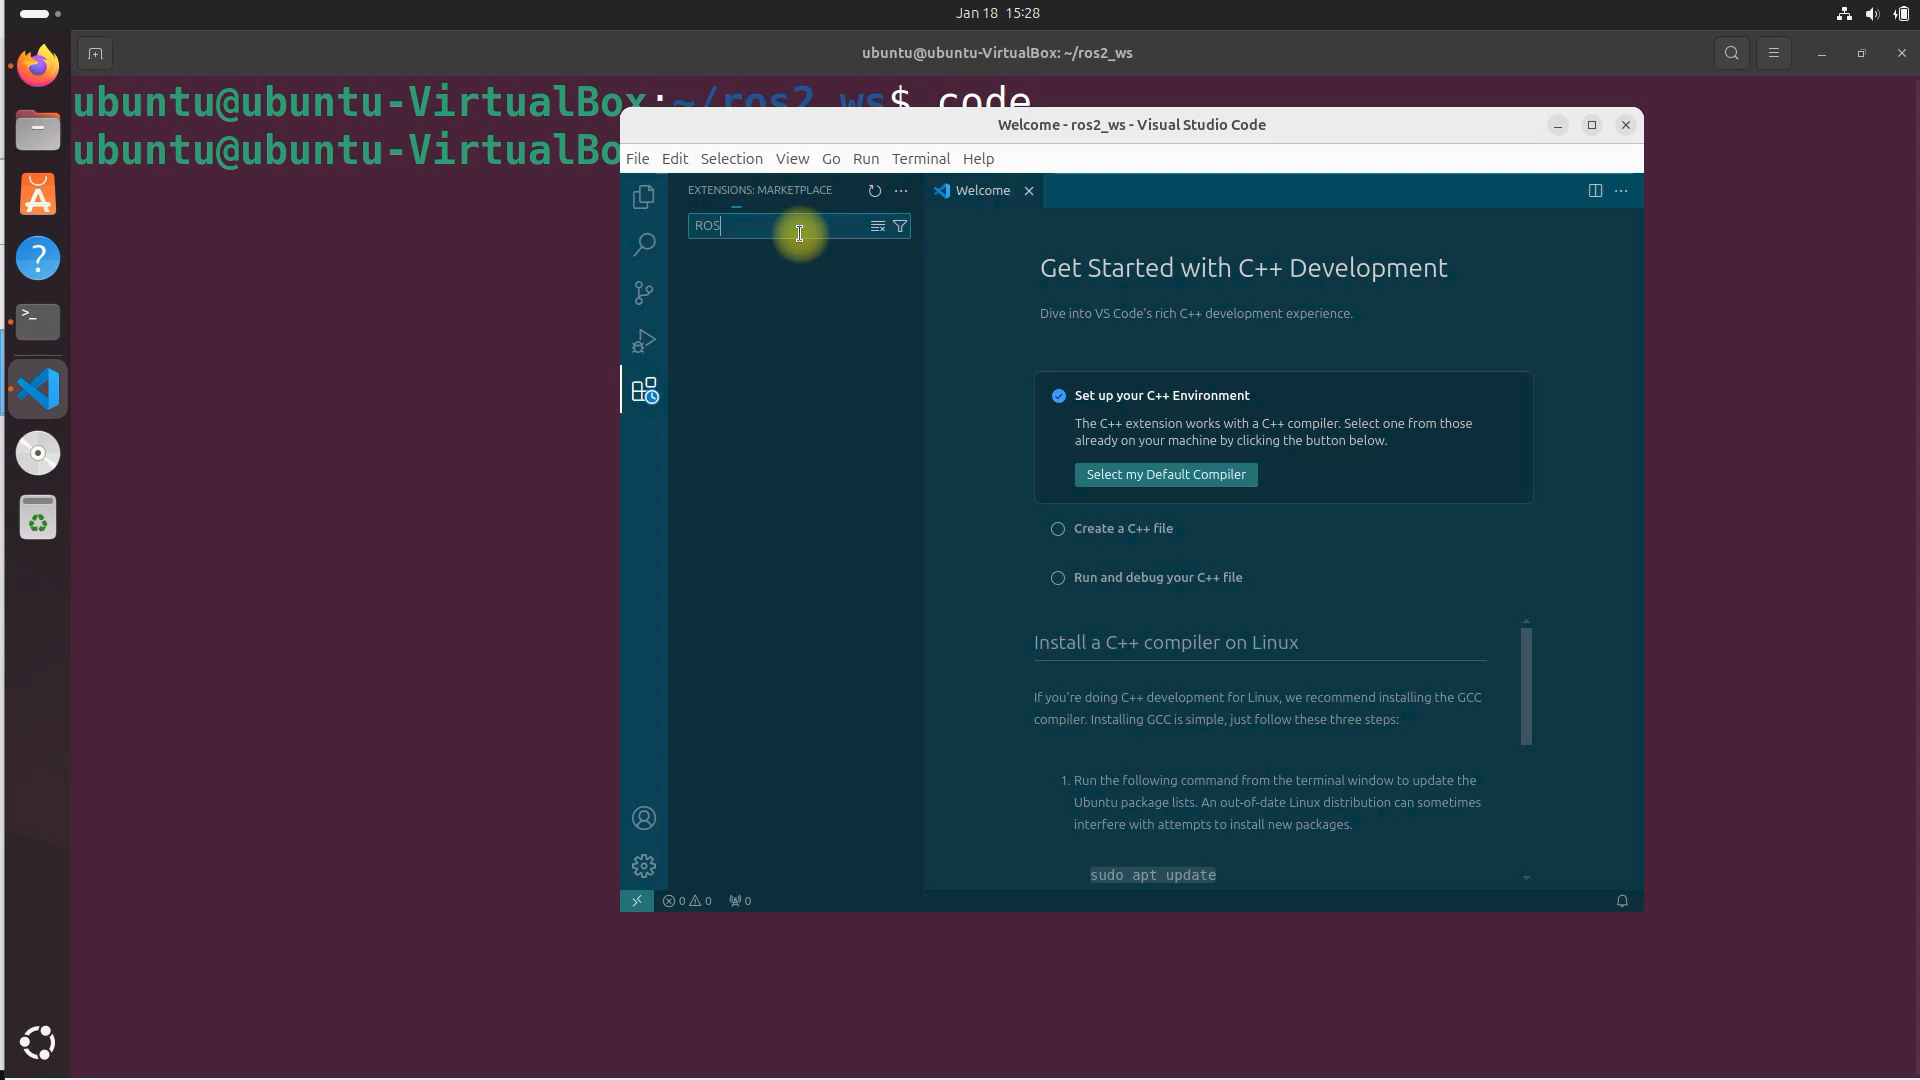 Jan 18 15:28
ubuntu@ubuntu-VirtualBox: ~/ros2_ws
ubuntu@ubuntu-VirtualBox:~/ros2_ws$ code
ubuntu@ubuntu-VirtualBo
Welcome - ros2_ws - Visual Studio Code
File Edit Selection View Go Run Terminal Help
EXTENSIONS: MARKETPLACE
Welcome
ROS
Get Started with C++ Development
Dive into VS Code's rich C++ development experience.
Set up your C++ Environment
The C++ extension works with a C++ compiler. Select one from those
already on your machine by clicking the button below.
Select my Default Compiler
Create a C++ file
Run and debug your C++ file
Install a C++ compiler on Linux
If you're doing C++ development for Linux, we recommend installing the GCC
compiler. Installing GCC is simple, just follow these three steps:
1. Run the following command from the terminal window to update the
Ubuntu package lists. An out-of-date Linux distribution can sometimes
interfere with attempts to install new packages.
sudo apt update
0 0 0